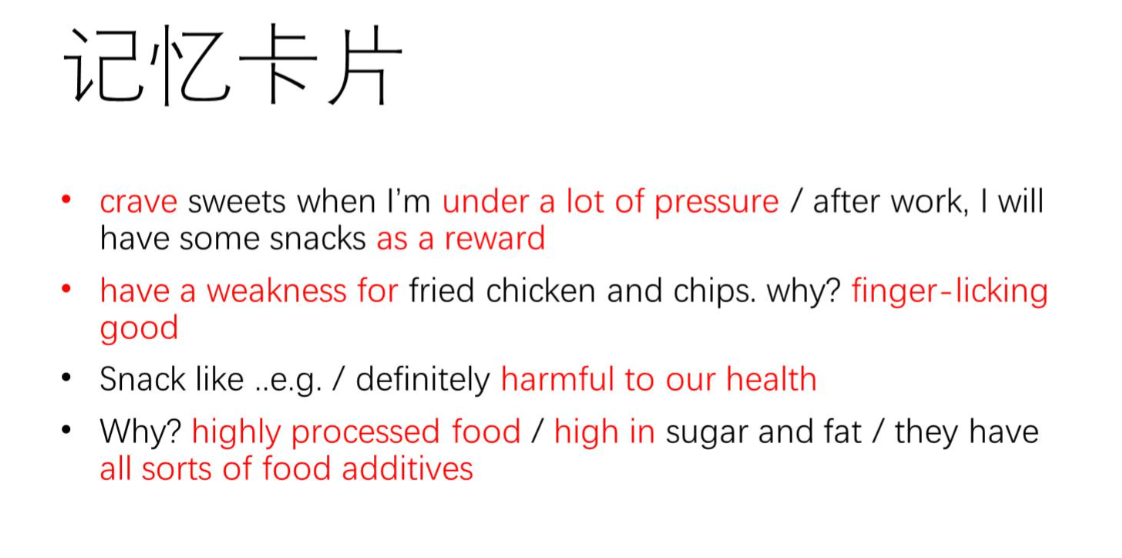 记忆卡片
• crave sweets when I'm under a lot of pressure / after work, I will
have some snacks as a reward
• have a weakness for fried chicken and chips. why? finger-licking
good
• Snack like ..e.g. / definitely harmful to our health
• Why? highly processed food / high in sugar and fat / they have
all sorts of food additives